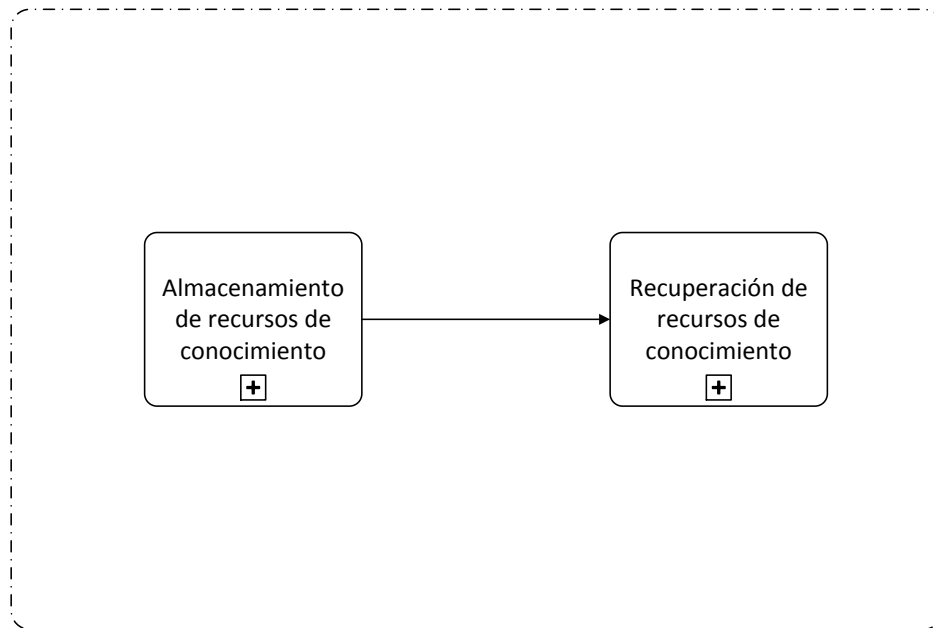 Almacenamiento
de recursos de
conocimiento
Recuperación de
recursos de
conocimiento